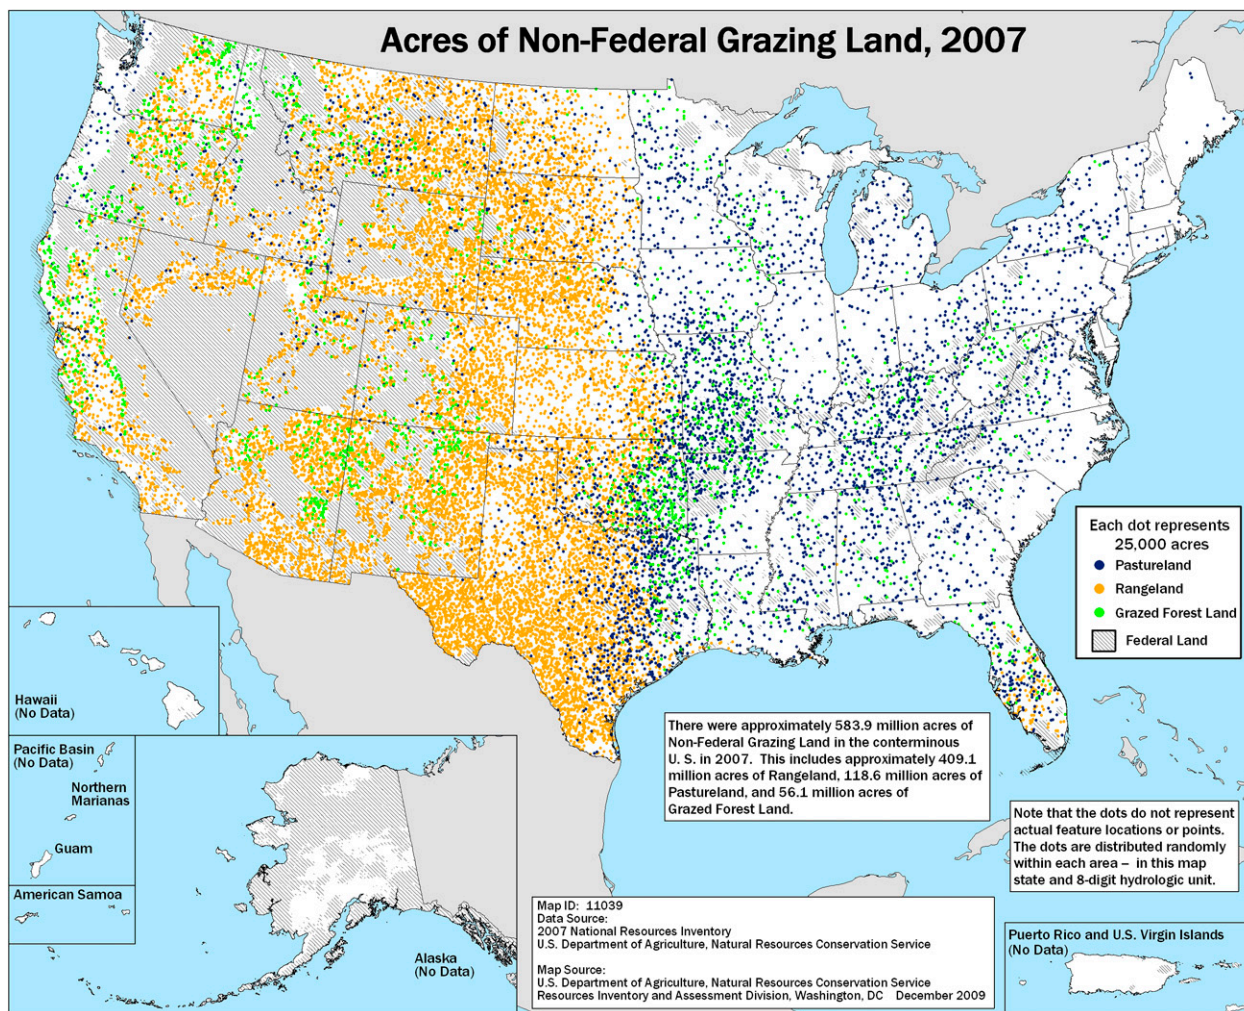 Acres of Non-Federal Grazing Land, 2007
Each dot represents
25,000 acres
Pastureland
Rangeland
Grazed Forest Land
Federal Land
Hawaii
(No Data)
Pacific Basin
(No Data)
Northern
Marianas
Guam
American Samoa
Alaska
(No Data)
There were approximately 583.9 million acres of
Non-Federal Grazing Land in the conterminous
U. S. in 2007. This includes approximately 409.1
million acres of Rangeland, 118.6 million acres of
Pastureland, and 56.1 million acres of
Grazed Forest Land.
Note that the dots do not represent
actual feature locations or points.
The dots are distributed randomly
within each area – in this map
state and 8-digit hydrologic unit.
Map ID: 11039
Data Source:
2007 National Resources Inventory
U.S. Department of Agriculture, Natural Resources Conservation Service
Map Source:
U.S. Department of Agriculture, Natural Resources Conservation Service
Resources Inventory and Assessment Division, Washington, DC December 2009
Puerto Rico and U.S. Virgin Islands
(No Data)